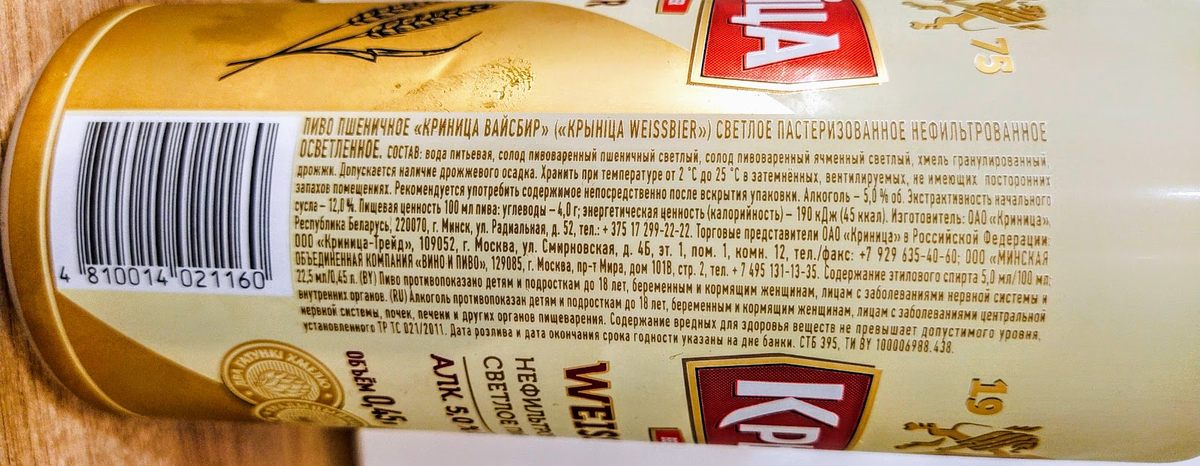 ПИВО ПШЕНИЧНОЕ «КРИНИЦА ВАЙСБИР» («КРЫНІЦА WEISSBIER») СВЕТЛОЕ ПАСТЕРИЗОВАННОЕ НЕФИЛЬТРОВАННОЕ
ОСВЕТЛЕННОЕ. СОСТАВ: вода питьевая, солод пивоваренный пшеничный светлый, солод пивоваренный ячменный светлый, хмель гранулированный,
дрожжи. Допускается наличие дрожжевого осадка. Хранить при температуре от 2 °С до 25 °С в затемнённых, вентилируемых, не имеющих посторонних
запахов помещениях. Рекомендуется употребить содержимое непосредственно после вскрытия упаковки. Алкоголь – 5,0 % об. Экстрактивность начального
сусла – 12,0 %. Пищевая ценность 100 мл пива: углеводы – 4,0 г; энергетическая ценность (калорийность) – 190 кДж (45 ккал). Изготовитель: ОАО «Криница»,
Республика Беларусь, 220070, г. Минск, ул. Радиальная, д. 52, тел.: + 375 17 299-22-22. Торговые представители ОАО «Криница» в Российской Федерации:
ООО «Криница-Трейд», 109052, г. Москва, ул. Смирновская, д. 4Б, эт. 1, пом. 1, комн. 12, тел./факс: +7 929 635-40-60; ООО «МИНСКАЯ
ОБЪЕДИНЕННАЯ КОМПАНИЯ «ВИНО И ПИВО», 129085, г. Москва, пр-т Мира, дом 101В, стр. 2, тел. + 7 495 131-13-35. Содержание этилового спирта 5,0 мл/100 мл;
22,5 мл/0,45 л. (BY) Пиво противопоказано детям и подросткам до 18 лет, беременным и кормящим женщинам, лицам с заболеваниями нервной системы и
внутренних органов. (RU) Алкоголь противопоказан детям и подросткам до 18 лет, беременным и кормящим женщинам, лицам с заболеваниями центральной
нервной системы, почек, печени и других органов пищеварения. Содержание вредных для здоровья веществ не превышает допустимого уровня,
установленного ТР ТС 021/2011. Дата розлива и дата окончания срока годности указаны на дне банки. СТБ 395, ТИ BY 100006988.438.
4 810014 021160
ЦА
75
ОБЪЁМ 0,45
АЛК. 5,0
СВЕТЛОЕ
НЕФИЛЬТР
WEIS
КР
19